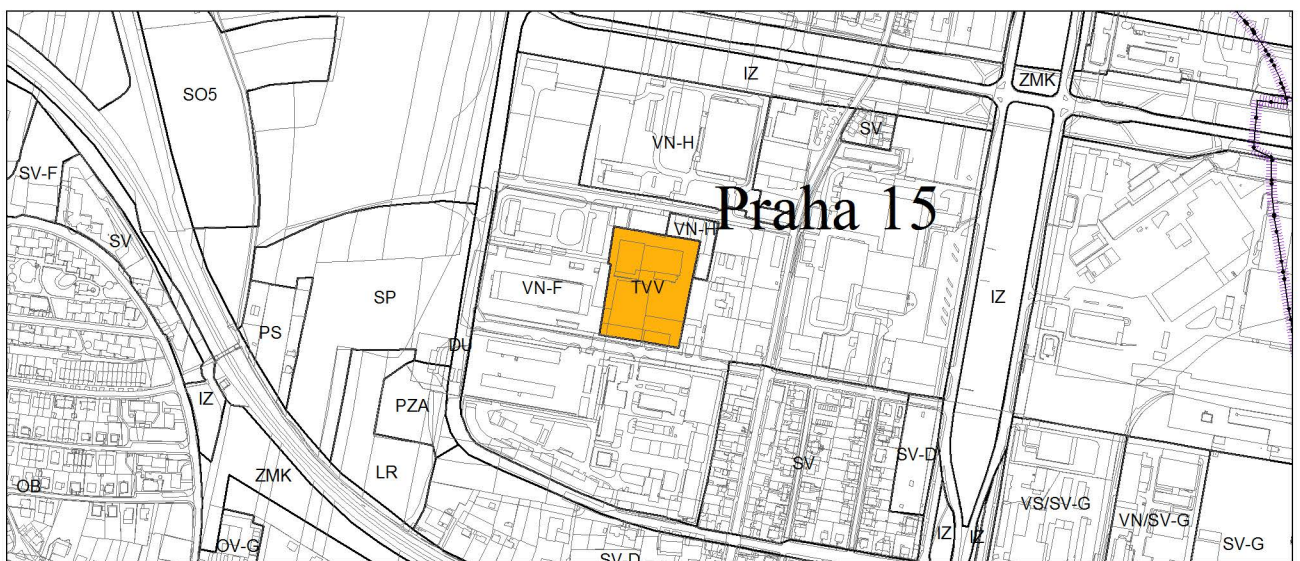 IZ
ZMK
SO5
SV
VN-H
SV-F
Praha 15
VN-H
SV
TVV
VN-F
SP
IZ
PS
DU
IZ
PZA
SV-D
SV
LR
ZMK
OB
VS/SV-G
VN/SV-G
IZ
IZ
OV-G
SV-G
SV-D